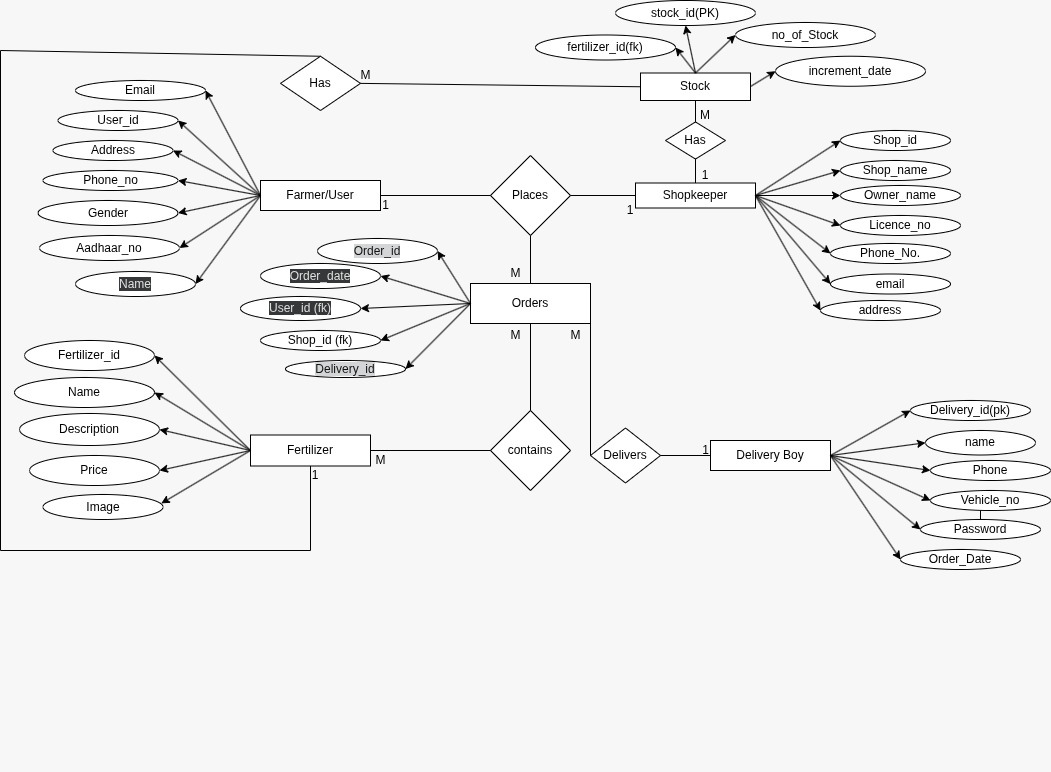 stock_id(PK)
fertilizer_id(fk)
no_of_Stock
increment_date
Stock
Has
M
M
Has
1
Email
User_id
Address
Phone_no
Gender
Aadhaar_no
Name
Farmer/User
1
Places
1
Shopkeeper
Shop_id
Shop_name
Owner_name
Licence_no
Phone_No.
email
address
M
Orders
Order_id
Order_date
User_id (fk)
Shop_id (fk)
Delivery_id
M
M
Fertilizer_id
Name
Description
Price
Image
Fertilizer
M
1
contains
Delivers
1
Delivery Boy
Delivery_id(pk)
name
Phone
Vehicle_no
Password
Order_Date